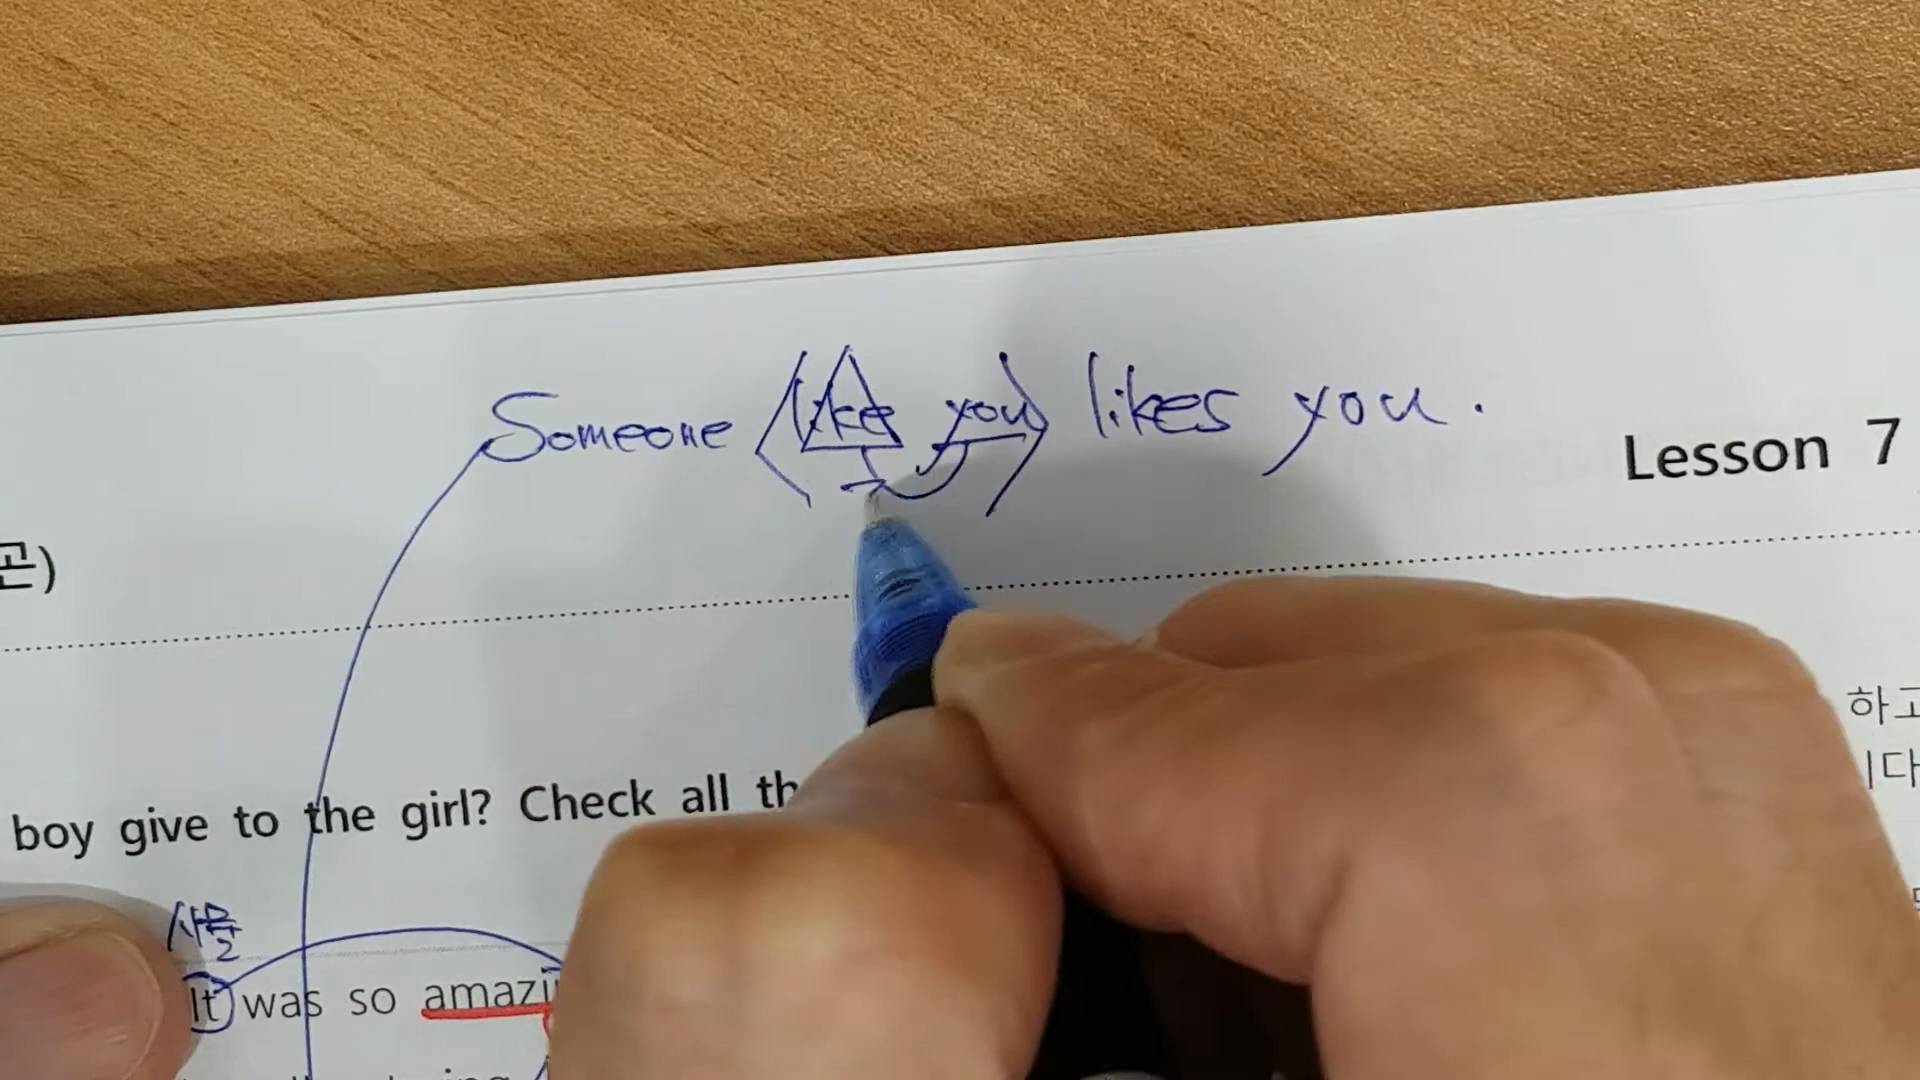 Someone like you likes you.
Lesson 7
곤)
하고
니다
boy give to the girl? Check all th
사물
It was so amazi